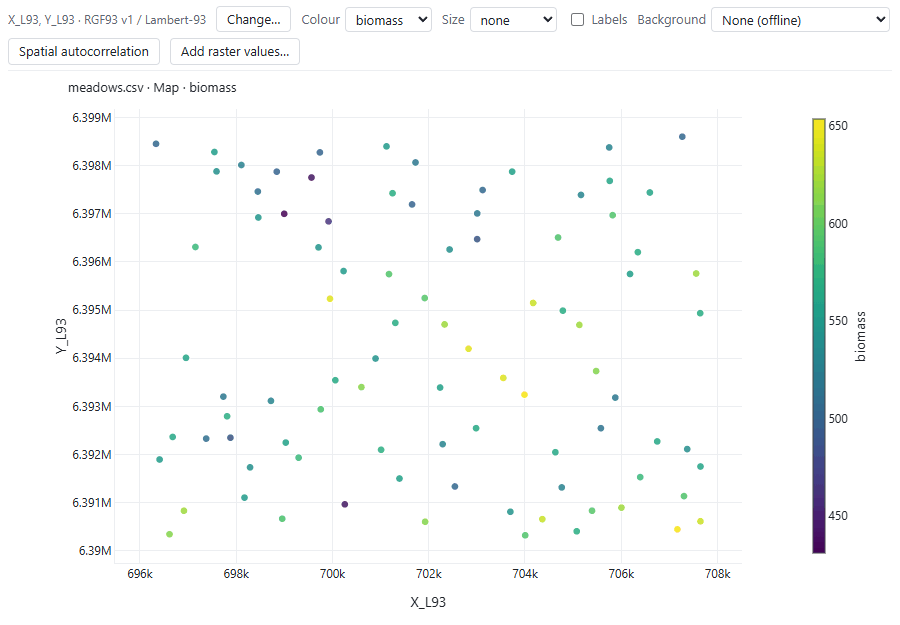 X_L93, Y_L93 · RGF93 v1 / Lambert-93 Change... Colour biomass Size none Labels Background None (offline)
Spatial autocorrelation Add raster values...
meadows.csv · Map · biomass
6.399M
6.398M
6.397M
6.396M
6.395M
6.394M
6.393M
6.392M
6.391M
6.39M
Y_L93
696k 698k 700k 702k 704k 706k 708k
X_L93
650
600
550
500
450
biomass